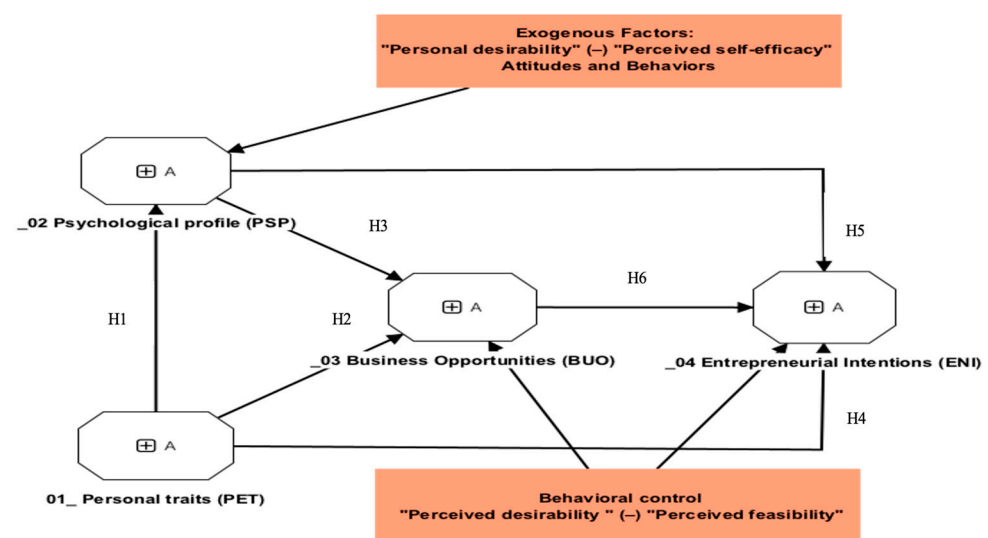 Exogenous Factors:
"Personal desirability" (–) "Perceived self-efficacy"
Attitudes and Behaviors
A
_02 Psychological profile (PSP)
H3
H5
H6
A
A
H1
H2
_03 Business Opportunities (BUO)
_04 Entrepreneurial Intentions (ENI)
H4
A
01_ Personal traits (PET)
Behavioral control
"Perceived desirability " (–) "Perceived feasibility"